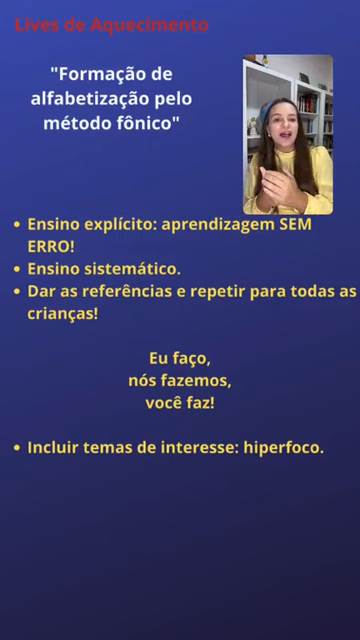 Lives de Aquecimento
"Formação de
alfabetização pelo
método fônico"
• Ensino explícito: aprendizagem SEM
ERRO!
• Ensino sistemático.
• Dar as referências e repetir para todas as
crianças!
Eu faço,
nós fazemos,
você faz!
• Incluir temas de interesse: hiperfoco.